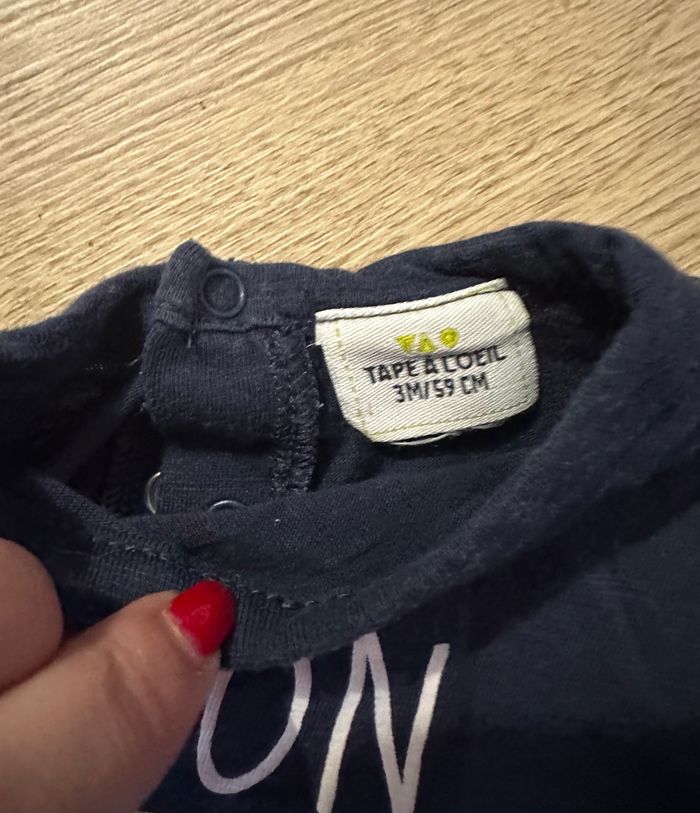 TAO
TAPE A L'OEIL
3M/59 CM
ON